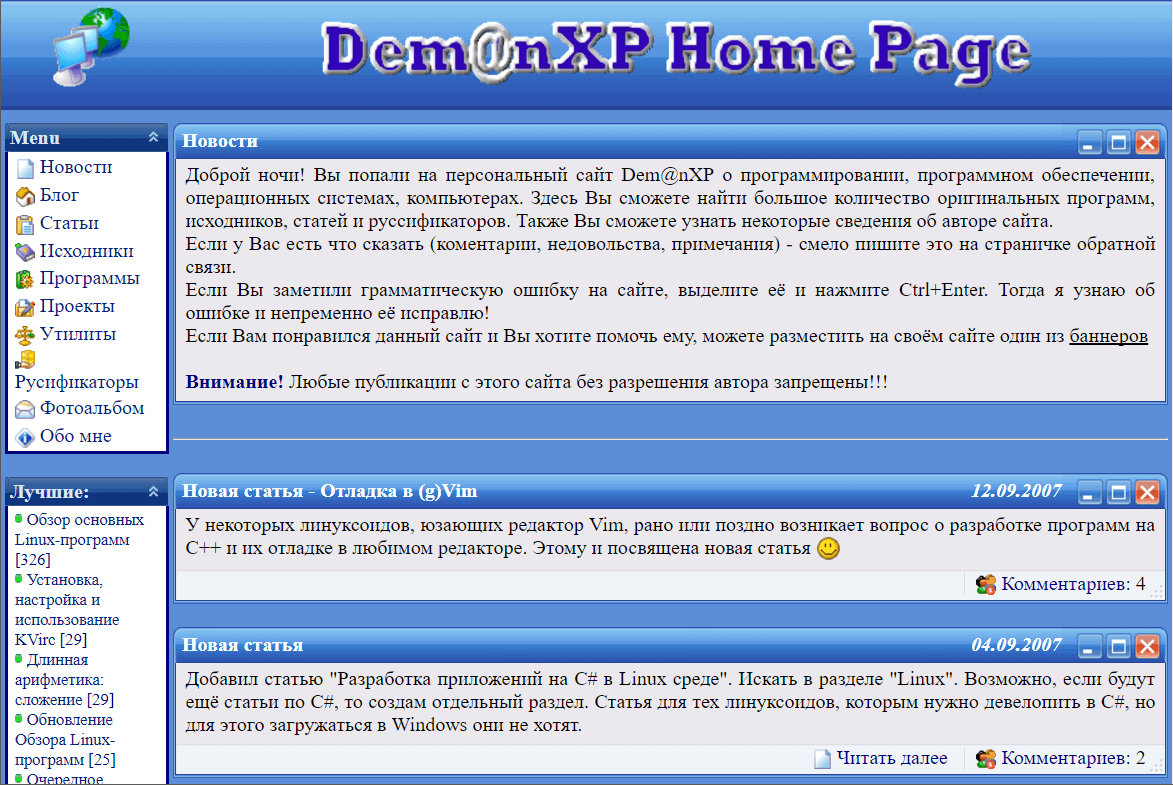 Dem@nXP Home Page
Menu
Новости
Блог
Статьи
Исходники
Программы
Проекты
Утилиты
Русификаторы
Фотоальбом
Обо мне
Лучшие:
Обзор основных
Linux-программ
[326]
Установка,
настройка и
использование
KVirc [29]
Длинная
арифметика:
сложение [29]
Обновление
Обзора Linux-
программ [25]
Очередное
Новости
Доброй ночи! Вы попали на персональный сайт Dem@nXP о программировании, программном обеспечении,
операционных системах, компьютерах. Здесь Вы сможете найти большое количество оригинальных программ,
исходников, статей и руссификаторов. Также Вы сможете узнать некоторые сведения об авторе сайта.
Если у Вас есть что сказать (коментарии, недовольства, примечания) - смело пишите это на страничке обратной
связи.
Если Вы заметили грамматическую ошибку на сайте, выделите её и нажмите Ctrl+Enter. Тогда я узнаю об
ошибке и непременно её исправлю!
Если Вам понравился данный сайт и Вы хотите помочь ему, можете разместить на своём сайте один из баннеров
Внимание! Любые публикации с этого сайта без разрешения автора запрещены!!!
Новая статья - Отладка в (g)Vim 12.09.2007
У некоторых линуксоидов, юзающих редактор Vim, рано или поздно возникает вопрос о разработке программ на
C++ и их отладке в любимом редакторе. Этому и посвящена новая статья
Комментариев: 4
Новая статья 04.09.2007
Добавил статью "Разработка приложений на C# в Linux среде". Искать в разделе "Linux". Возможно, если будут
ещё статьи по C#, то создам отдельный раздел. Статья для тех линуксоидов, которым нужно девелопить в C#, но
для этого загружаться в Windows они не хотят.
Читать далее Комментариев: 2